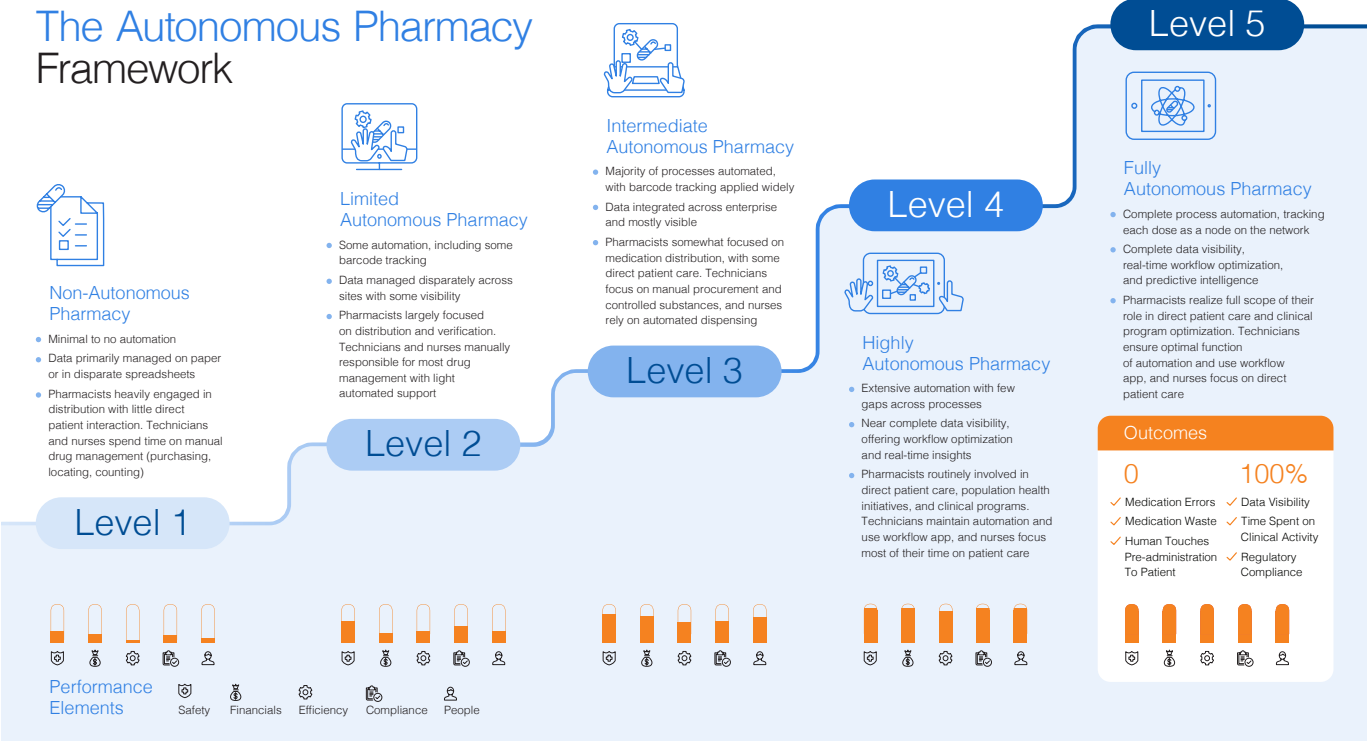 The Autonomous Pharmacy
Framework
Non-Autonomous
Pharmacy
Minimal to no automation
Data primarily managed on paper
or in disparate spreadsheets
Pharmacists heavily engaged in
distribution with little direct
patient interaction. Technicians
and nurses spend time on manual
drug management (purchasing,
locating, counting)
Level 1
Limited
Autonomous Pharmacy
Some automation, including some
barcode tracking
Data managed disparately across
sites with some visibility
Pharmacists largely focused
on distribution and verification.
Technicians and nurses manually
responsible for most drug
management with light
automated support
Level 2
Intermediate
Autonomous Pharmacy
Majority of processes automated,
with barcode tracking applied widely
Data integrated across enterprise
and mostly visible
Pharmacists somewhat focused on
medication distribution, with some
direct patient care. Technicians
focus on manual procurement and
controlled substances, and nurses
rely on automated dispensing
Level 3
Level 4
Highly
Autonomous Pharmacy
Extensive automation with few
gaps across processes
Near complete data visibility,
offering workflow optimization
and real-time insights
Pharmacists routinely involved in
direct patient care, population health
initiatives, and clinical programs.
Technicians maintain automation and
use workflow app, and nurses focus
most of their time on patient care
Level 5
Fully
Autonomous Pharmacy
Complete process automation, tracking
each dose as a node on the network
Complete data visibility,
real-time workflow optimization,
and predictive intelligence
Pharmacists realize full scope of their
role in direct patient care and clinical
program optimization. Technicians
ensure optimal function
of automation and use workflow
app, and nurses focus on direct
patient care
Outcomes
0
Medication Errors
Medication Waste
Human Touches
Pre-administration
To Patient
100%
Data Visibility
Time Spent on
Clinical Activity
Regulatory
Compliance
Performance
Elements
Safety
Financials
Efficiency
Compliance
People